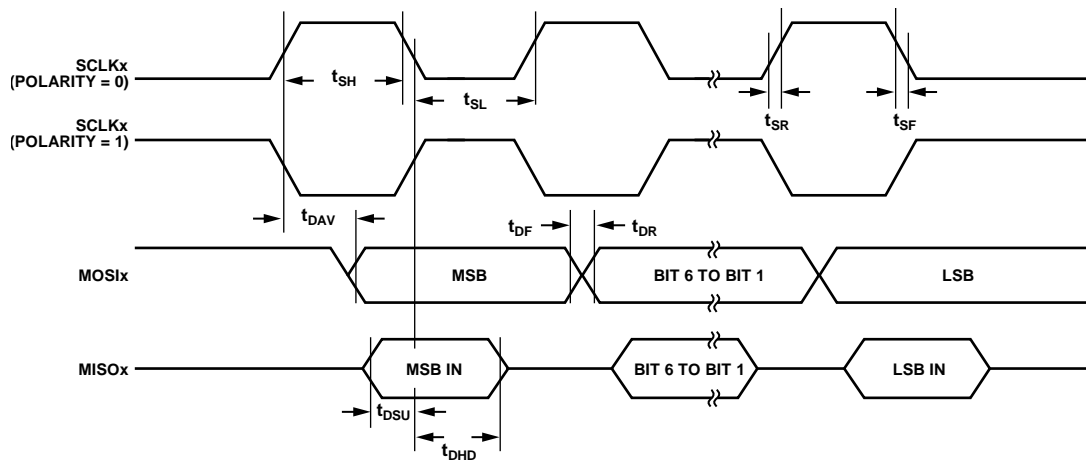 SCLKx
(POLARITY = 0)
tSH
tSL
tSR
tSF
SCLKx
(POLARITY = 1)
tDAV
tDF
tDR
MOSIx
MSB
BIT 6 TO BIT 1
LSB
MISOx
MSB IN
BIT 6 TO BIT 1
LSB IN
tDSU
tDHD